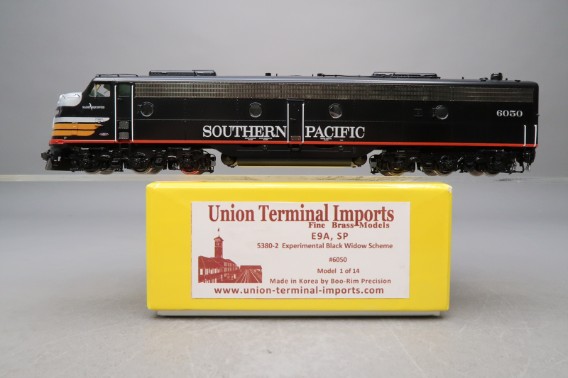 SOUTHERN PACIFIC
6050
Union Terminal Imports
Fine Brass Models
E9A, SP
5380-2 Experimental Black Widow Scheme
#6050
Model 1 of 14
Made in Korea by Boo-Rim Precision
www.union-terminal-imports.com